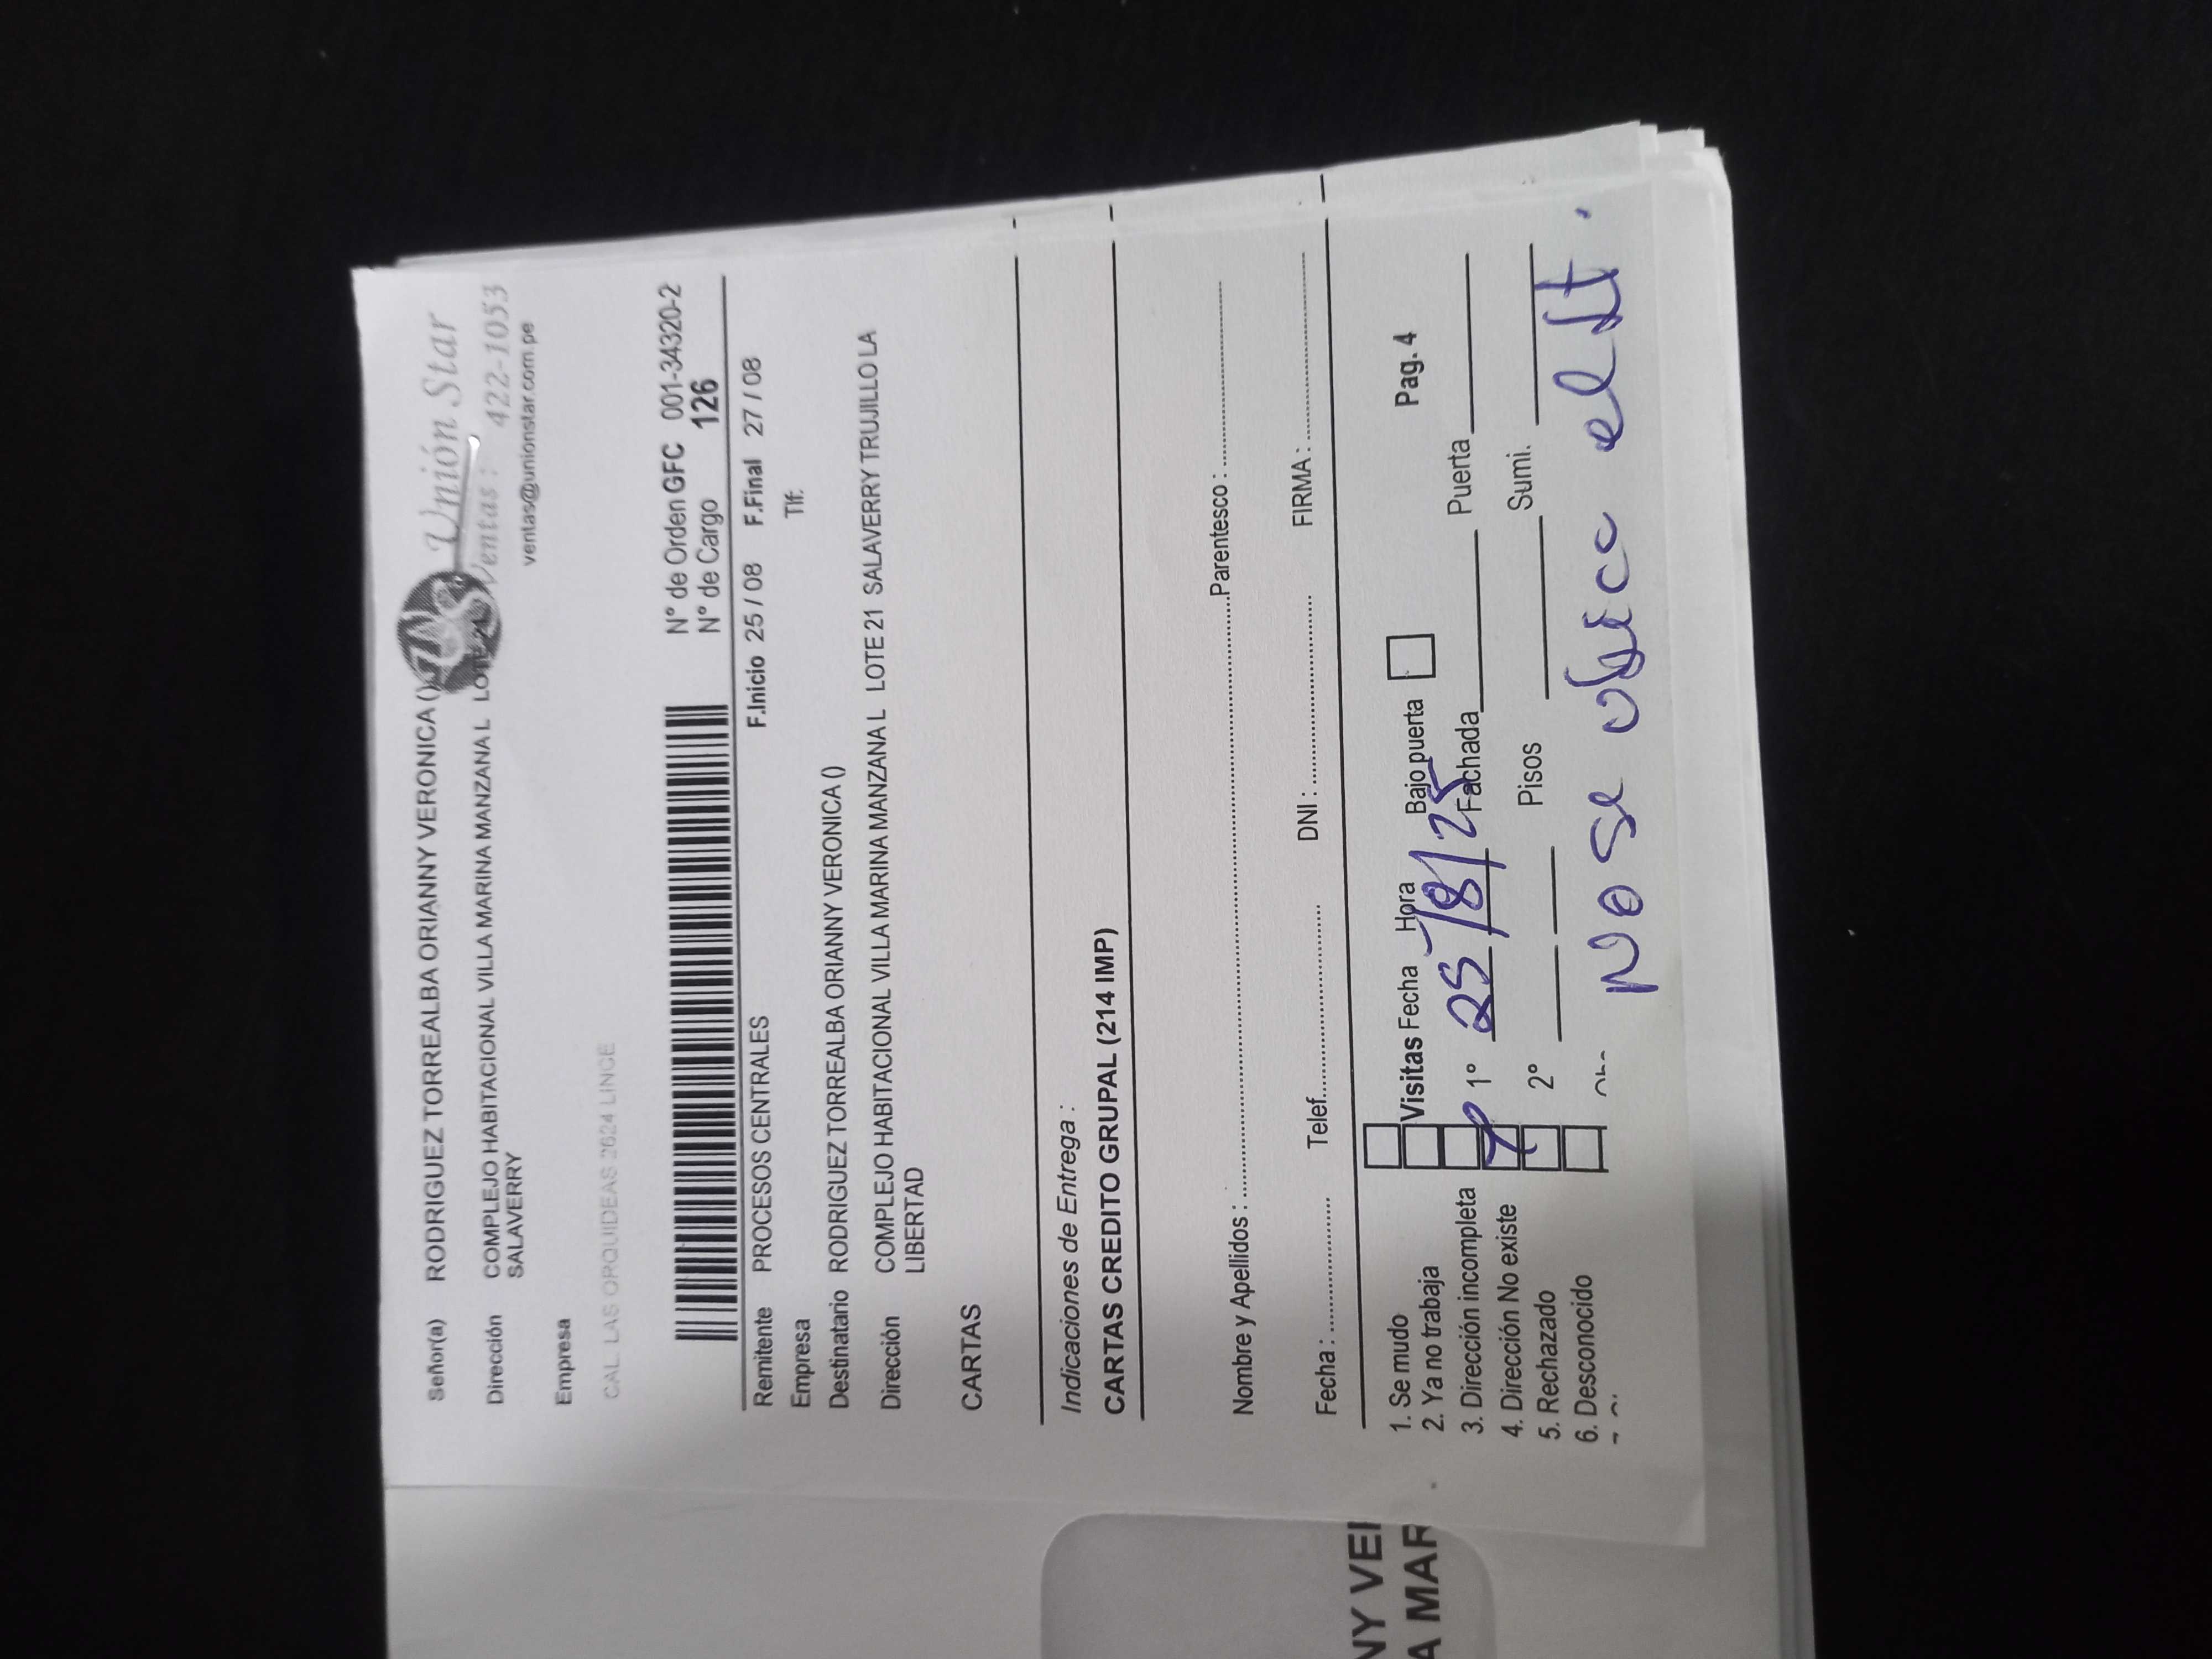 Unión Star
Ventas : 422-1053
ventas@unionstar.com.pe
Señor(a) RODRIGUEZ TORREALBA ORIANNY VERONICA ()
Dirección COMPLEJO HABITACIONAL VILLA MARINA MANZANA L LOTE 21
SALAVERRY
Empresa
CAL. LAS ORQUIDEAS 2624 LINCE
N° de Orden GFC 001-34320-2
N° de Cargo 126
Remitente PROCESOS CENTRALES F.Inicio 25 / 08 F.Final 27 / 08
Empresa Tlf.
Destinatario RODRIGUEZ TORREALBA ORIANNY VERONICA ()
Dirección COMPLEJO HABITACIONAL VILLA MARINA MANZANA L LOTE 21 SALAVERRY TRUJILLO LA
LIBERTAD
CARTAS
Indicaciones de Entrega :
CARTAS CREDITO GRUPAL (214 IMP)
Nombre y Apellidos : Parentesco :
Fecha : Telef. DNI : FIRMA :
1. Se mudo
2. Ya no trabaja Visitas Fecha Hora Bajo puerta Pag. 4
3. Dirección incompleta 1° 25/8/25 Fachada Puerta
4. Dirección No existe
5. Rechazado 2° Pisos Sumi.
6. Desconocido
No se ubica el lt.
NY VE
A MAR